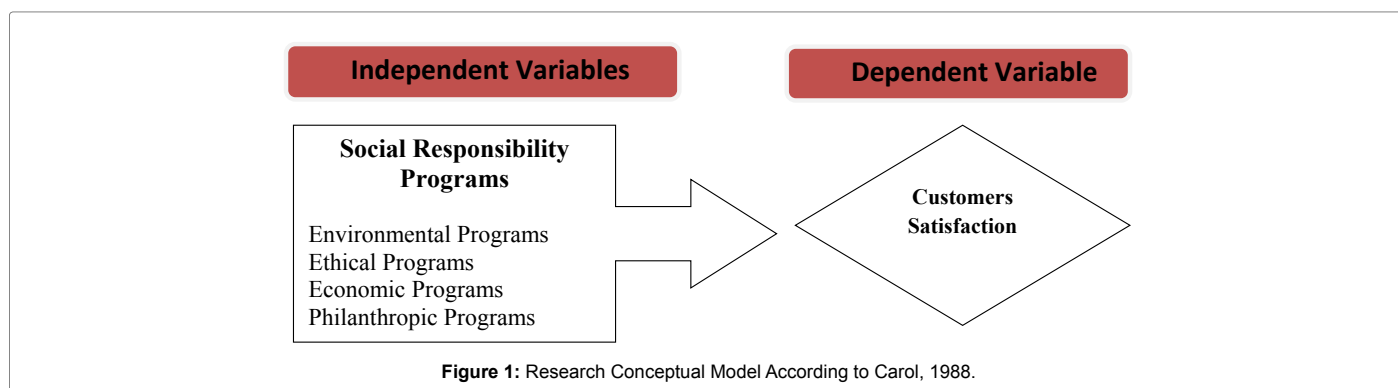 Independent Variables
Dependent Variable
Social Responsibility
Programs
Environmental Programs
Ethical Programs
Economic Programs
Philanthropic Programs
Customers
Satisfaction
Figure 1: Research Conceptual Model According to Carol, 1988.